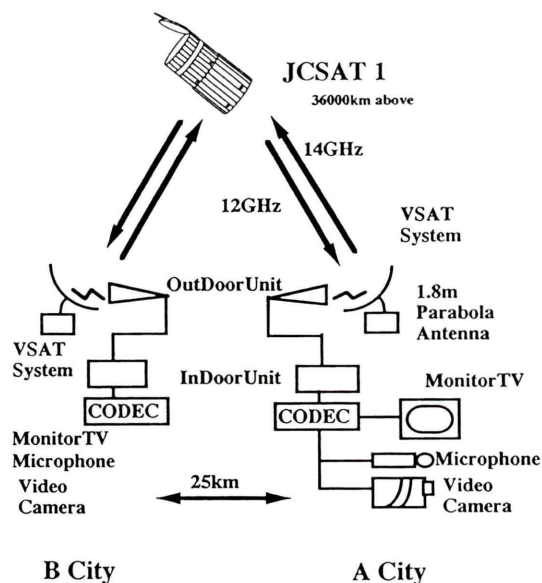 JCSAT 1
36000km above
14GHz
12GHz
VSAT
System
OutDoorUnit
1.8m
Parabola
Antenna
VSAT
System
InDoorUnit
MonitorTV
CODEC
CODEC
MonitorTV
Microphone
Microphone
Video
Camera
25km
Video
Camera
B City
A City